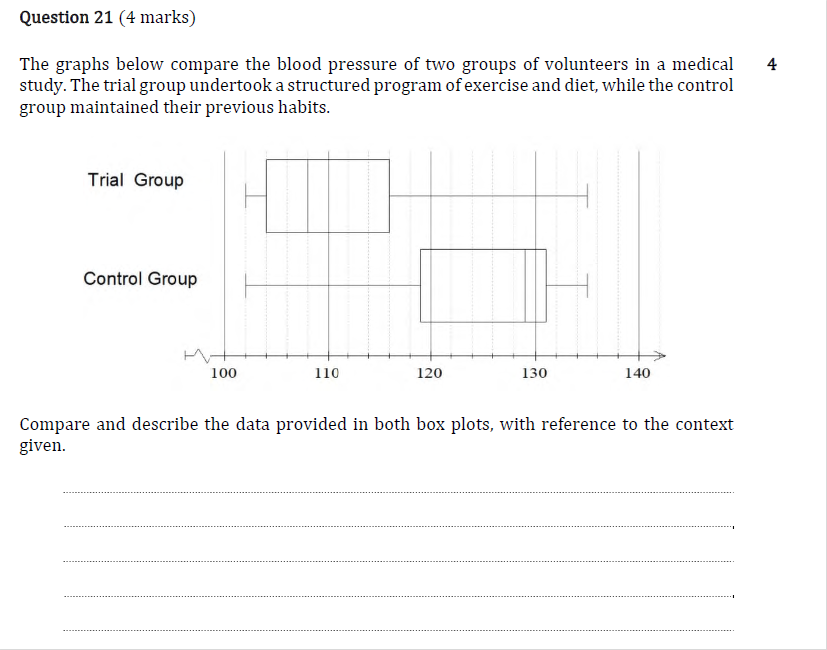 Question 21 (4 marks)
The graphs below compare the blood pressure of two groups of volunteers in a medical 4
study. The trial group undertook a structured program of exercise and diet, while the control
group maintained their previous habits.
Trial Group
Control Group
100 110 120 130 140
Compare and describe the data provided in both box plots, with reference to the context
given.